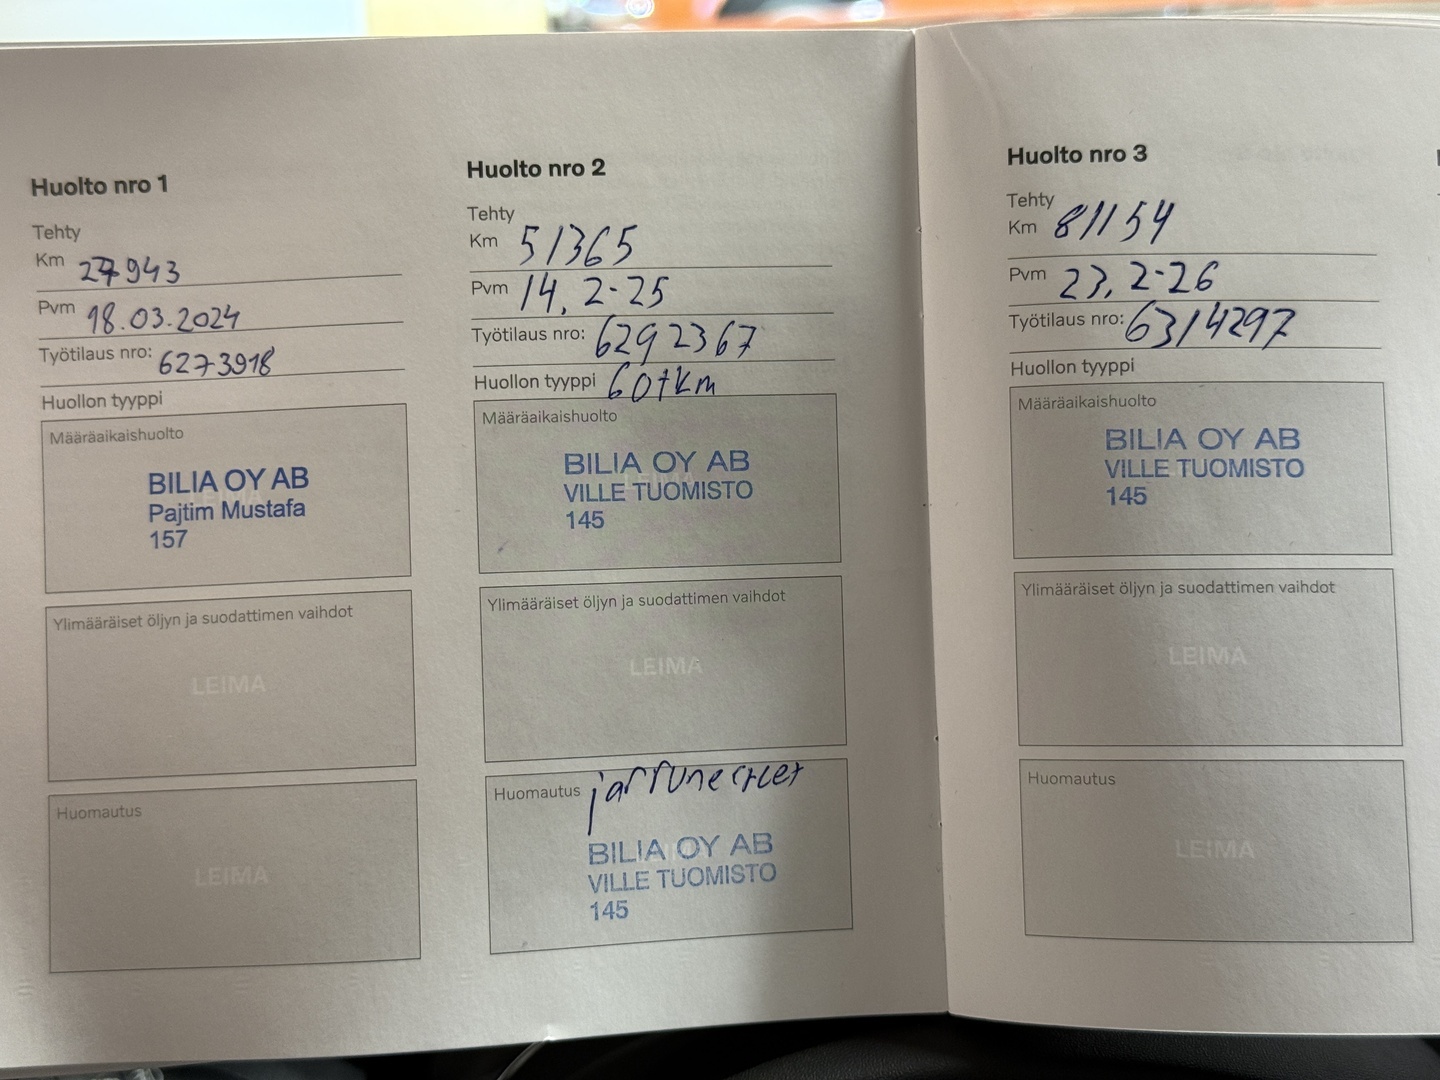 Huolto nro 1
Tehty
Km 27943
Pvm 18.03.2024
Työtilaus nro: 6273918
Huollon tyyppi
Määräaikaishuolto
BILIA OY AB
Pajtim Mustafa
157
Ylimääräiset öljyn ja suodattimen vaihdot
LEIMA
Huomautus
LEIMA
Huolto nro 2
Tehty
Km 51365
Pvm 14.2-25
Työtilaus nro: 6292367
Huollon tyyppi 60tkm
Määräaikaishuolto
BILIA OY AB
VILLE TUOMISTO
145
Ylimääräiset öljyn ja suodattimen vaihdot
LEIMA
Huomautus jarrunesteet
BILIA OY AB
VILLE TUOMISTO
145
Huolto nro 3
Tehty
Km 81154
Pvm 23.2-26
Työtilaus nro: 6314297
Huollon tyyppi
Määräaikaishuolto
BILIA OY AB
VILLE TUOMISTO
145
Ylimääräiset öljyn ja suodattimen vaihdot
LEIMA
Huomautus
LEIMA